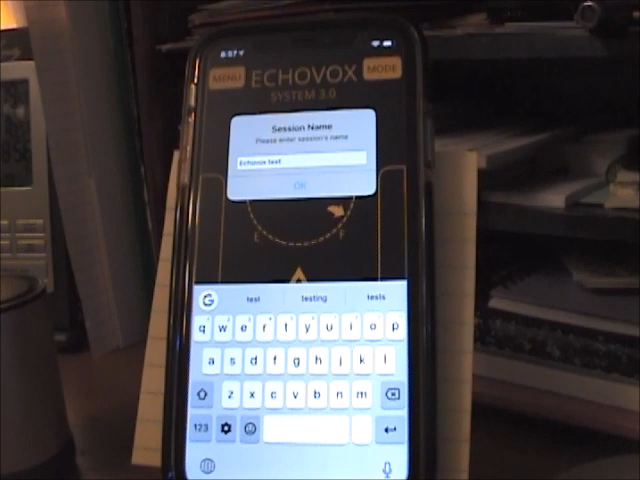 6:57
MENU ECHOVOX MODE
SYSTEM 3.0
Session Name
Please enter session's name
Echovox test
OK
E F
G test testing tests
q w e r t y u i o p
a s d f g h j k l
z x c v b n m
123